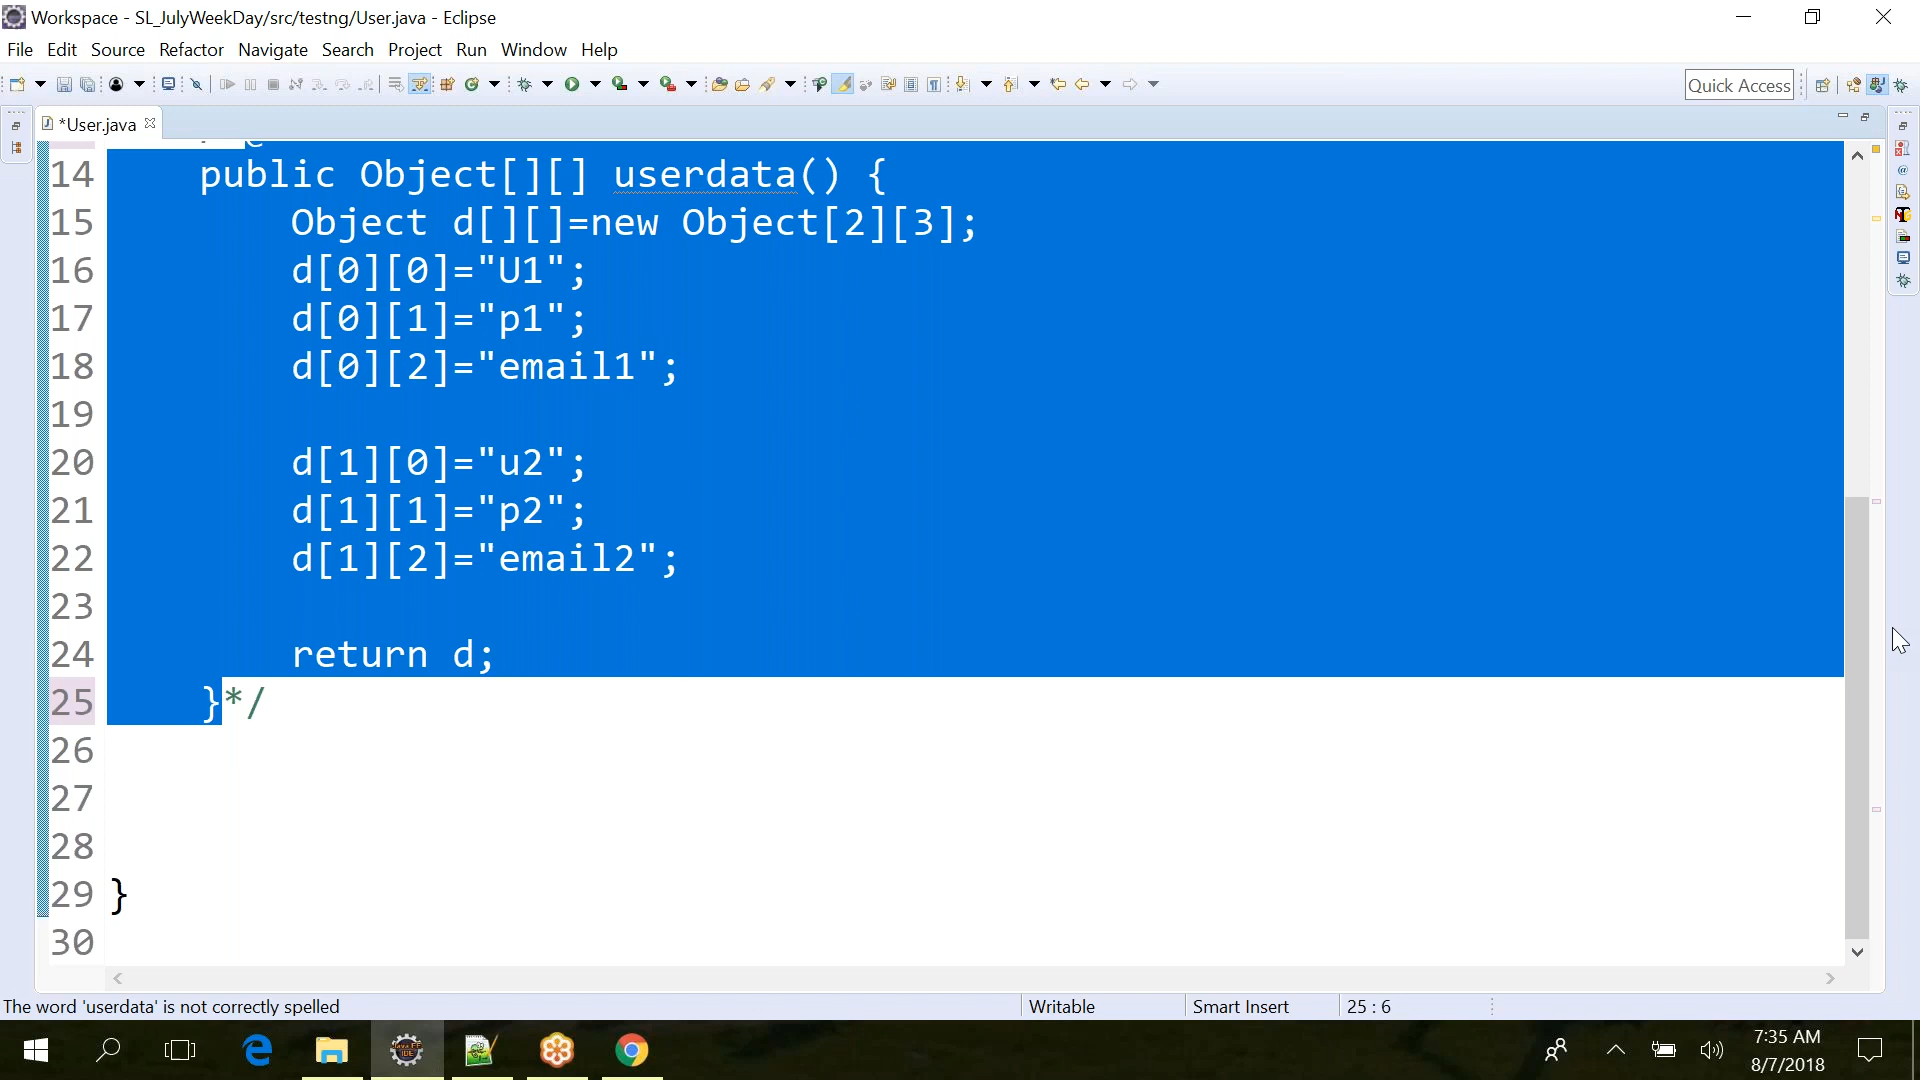 Workspace - SL_JulyWeekDay/src/testng/User.java - Eclipse
File Edit Source Refactor Navigate Search Project Run Window Help
Quick Access
*User.java
14 public Object[][] userdata() {
15 Object d[][]=new Object[2][3];
16 d[0][0]="U1";
17 d[0][1]="p1";
18 d[0][2]="email1";
19
20 d[1][0]="u2";
21 d[1][1]="p2";
22 d[1][2]="email2";
23
24 return d;
25 }*/
26
27
28
29 }
30
The word 'userdata' is not correctly spelled Writable Smart Insert 25 : 6
7:35 AM
8/7/2018